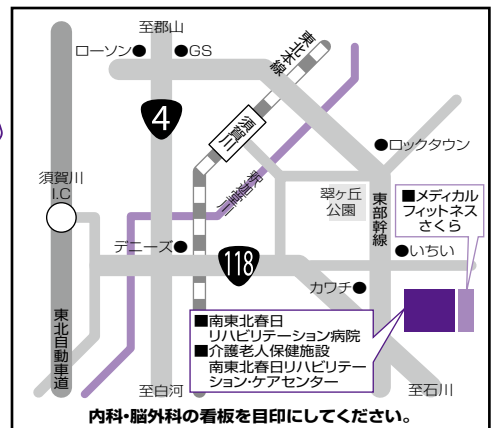 至郡山
ローソン●
●GS
東北本線
4
須賀川
●ロックタウン
須賀川
I.C
釈迦堂川
翠ヶ丘
公園
東部幹線
■メディカル
フィットネス
さくら
デニーズ●
●いちい
118
カワチ●
東北自動車道
■南東北春日
リハビリテーション病院
■介護老人保健施設
南東北春日リハビリテー
ション・ケアセンター
至白河
至石川
内科・脳外科の看板を目印にしてください。